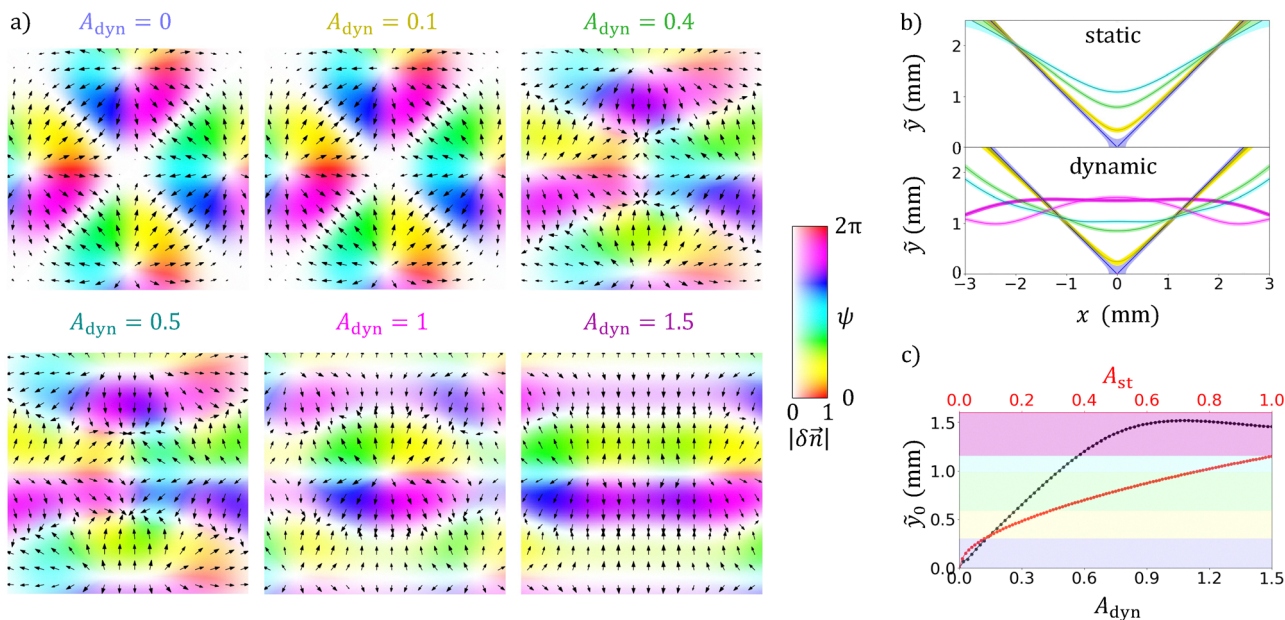 a)
A_dyn = 0
A_dyn = 0.1
A_dyn = 0.4
A_dyn = 0.5
A_dyn = 1
A_dyn = 1.5
2π
ψ
0
0 1
|δn⃗|
b)
static
ỹ (mm)
2
1
0
dynamic
ỹ (mm)
2
1
0
−3 −2 −1 0 1 2 3
x (mm)
c)
A_st
0.0 0.2 0.4 0.6 0.8 1.0
ỹ₀ (mm)
1.5
1.0
0.5
0.0
0.0 0.3 0.6 0.9 1.2 1.5
A_dyn